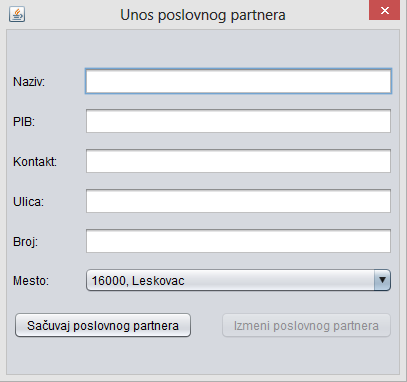 Unos poslovnog partnera
Naziv:
PIB:
Kontakt:
Ulica:
Broj:
Mesto: 16000, Leskovac
Sačuvaj poslovnog partnera Izmeni poslovnog partnera